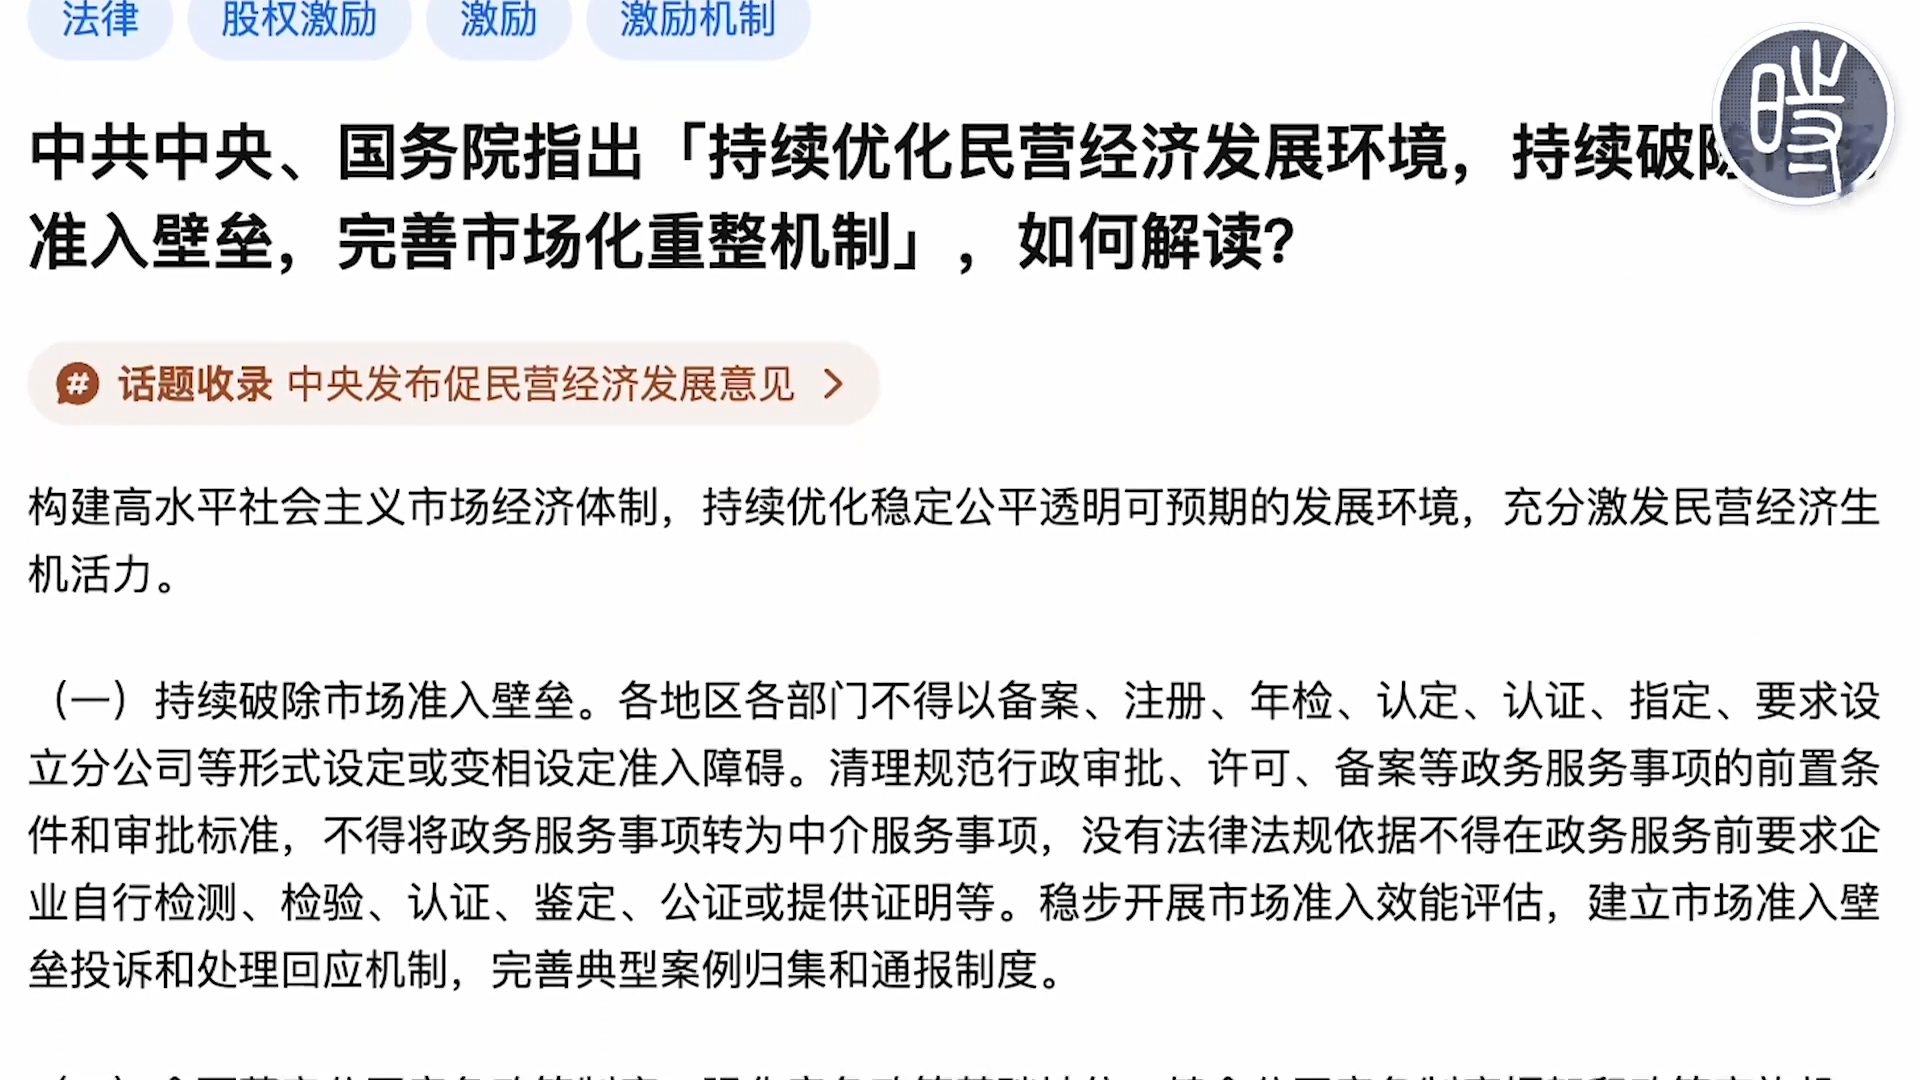 法律 股权激励 激励 激励机制
中共中央、国务院指出「持续优化民营经济发展环境，持续破除
准入壁垒，完善市场化重整机制」，如何解读？
# 话题收录 中央发布促民营经济发展意见 >
构建高水平社会主义市场经济体制，持续优化稳定公平透明可预期的发展环境，充分激发民营经济生
机活力。
（一）持续破除市场准入壁垒。各地区各部门不得以备案、注册、年检、认定、认证、指定、要求设
立分公司等形式设定或变相设定准入障碍。清理规范行政审批、许可、备案等政务服务事项的前置条
件和审批标准，不得将政务服务事项转为中介服务事项，没有法律法规依据不得在政务服务前要求企
业自行检测、检验、认证、鉴定、公证或提供证明等。稳步开展市场准入效能评估，建立市场准入壁
垒投诉和处理回应机制，完善典型案例归集和通报制度。